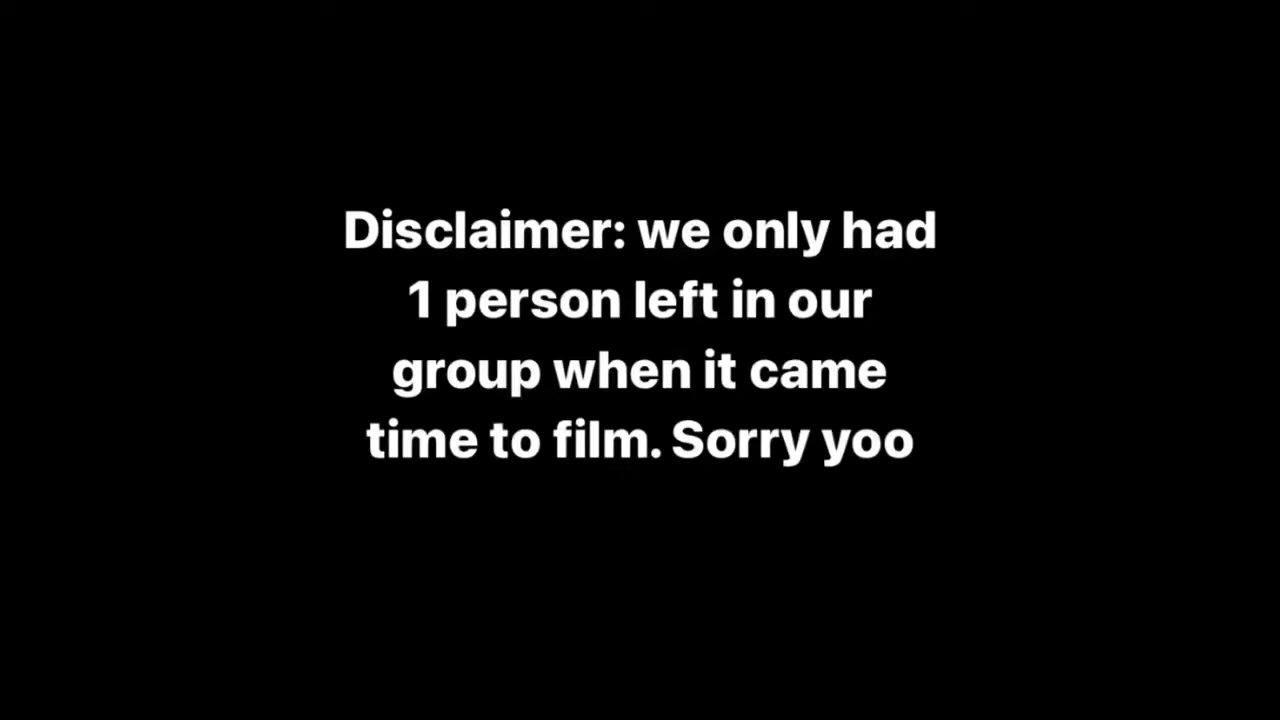 Disclaimer: we only had
1 person left in our
group when it came
time to film. Sorry yoo